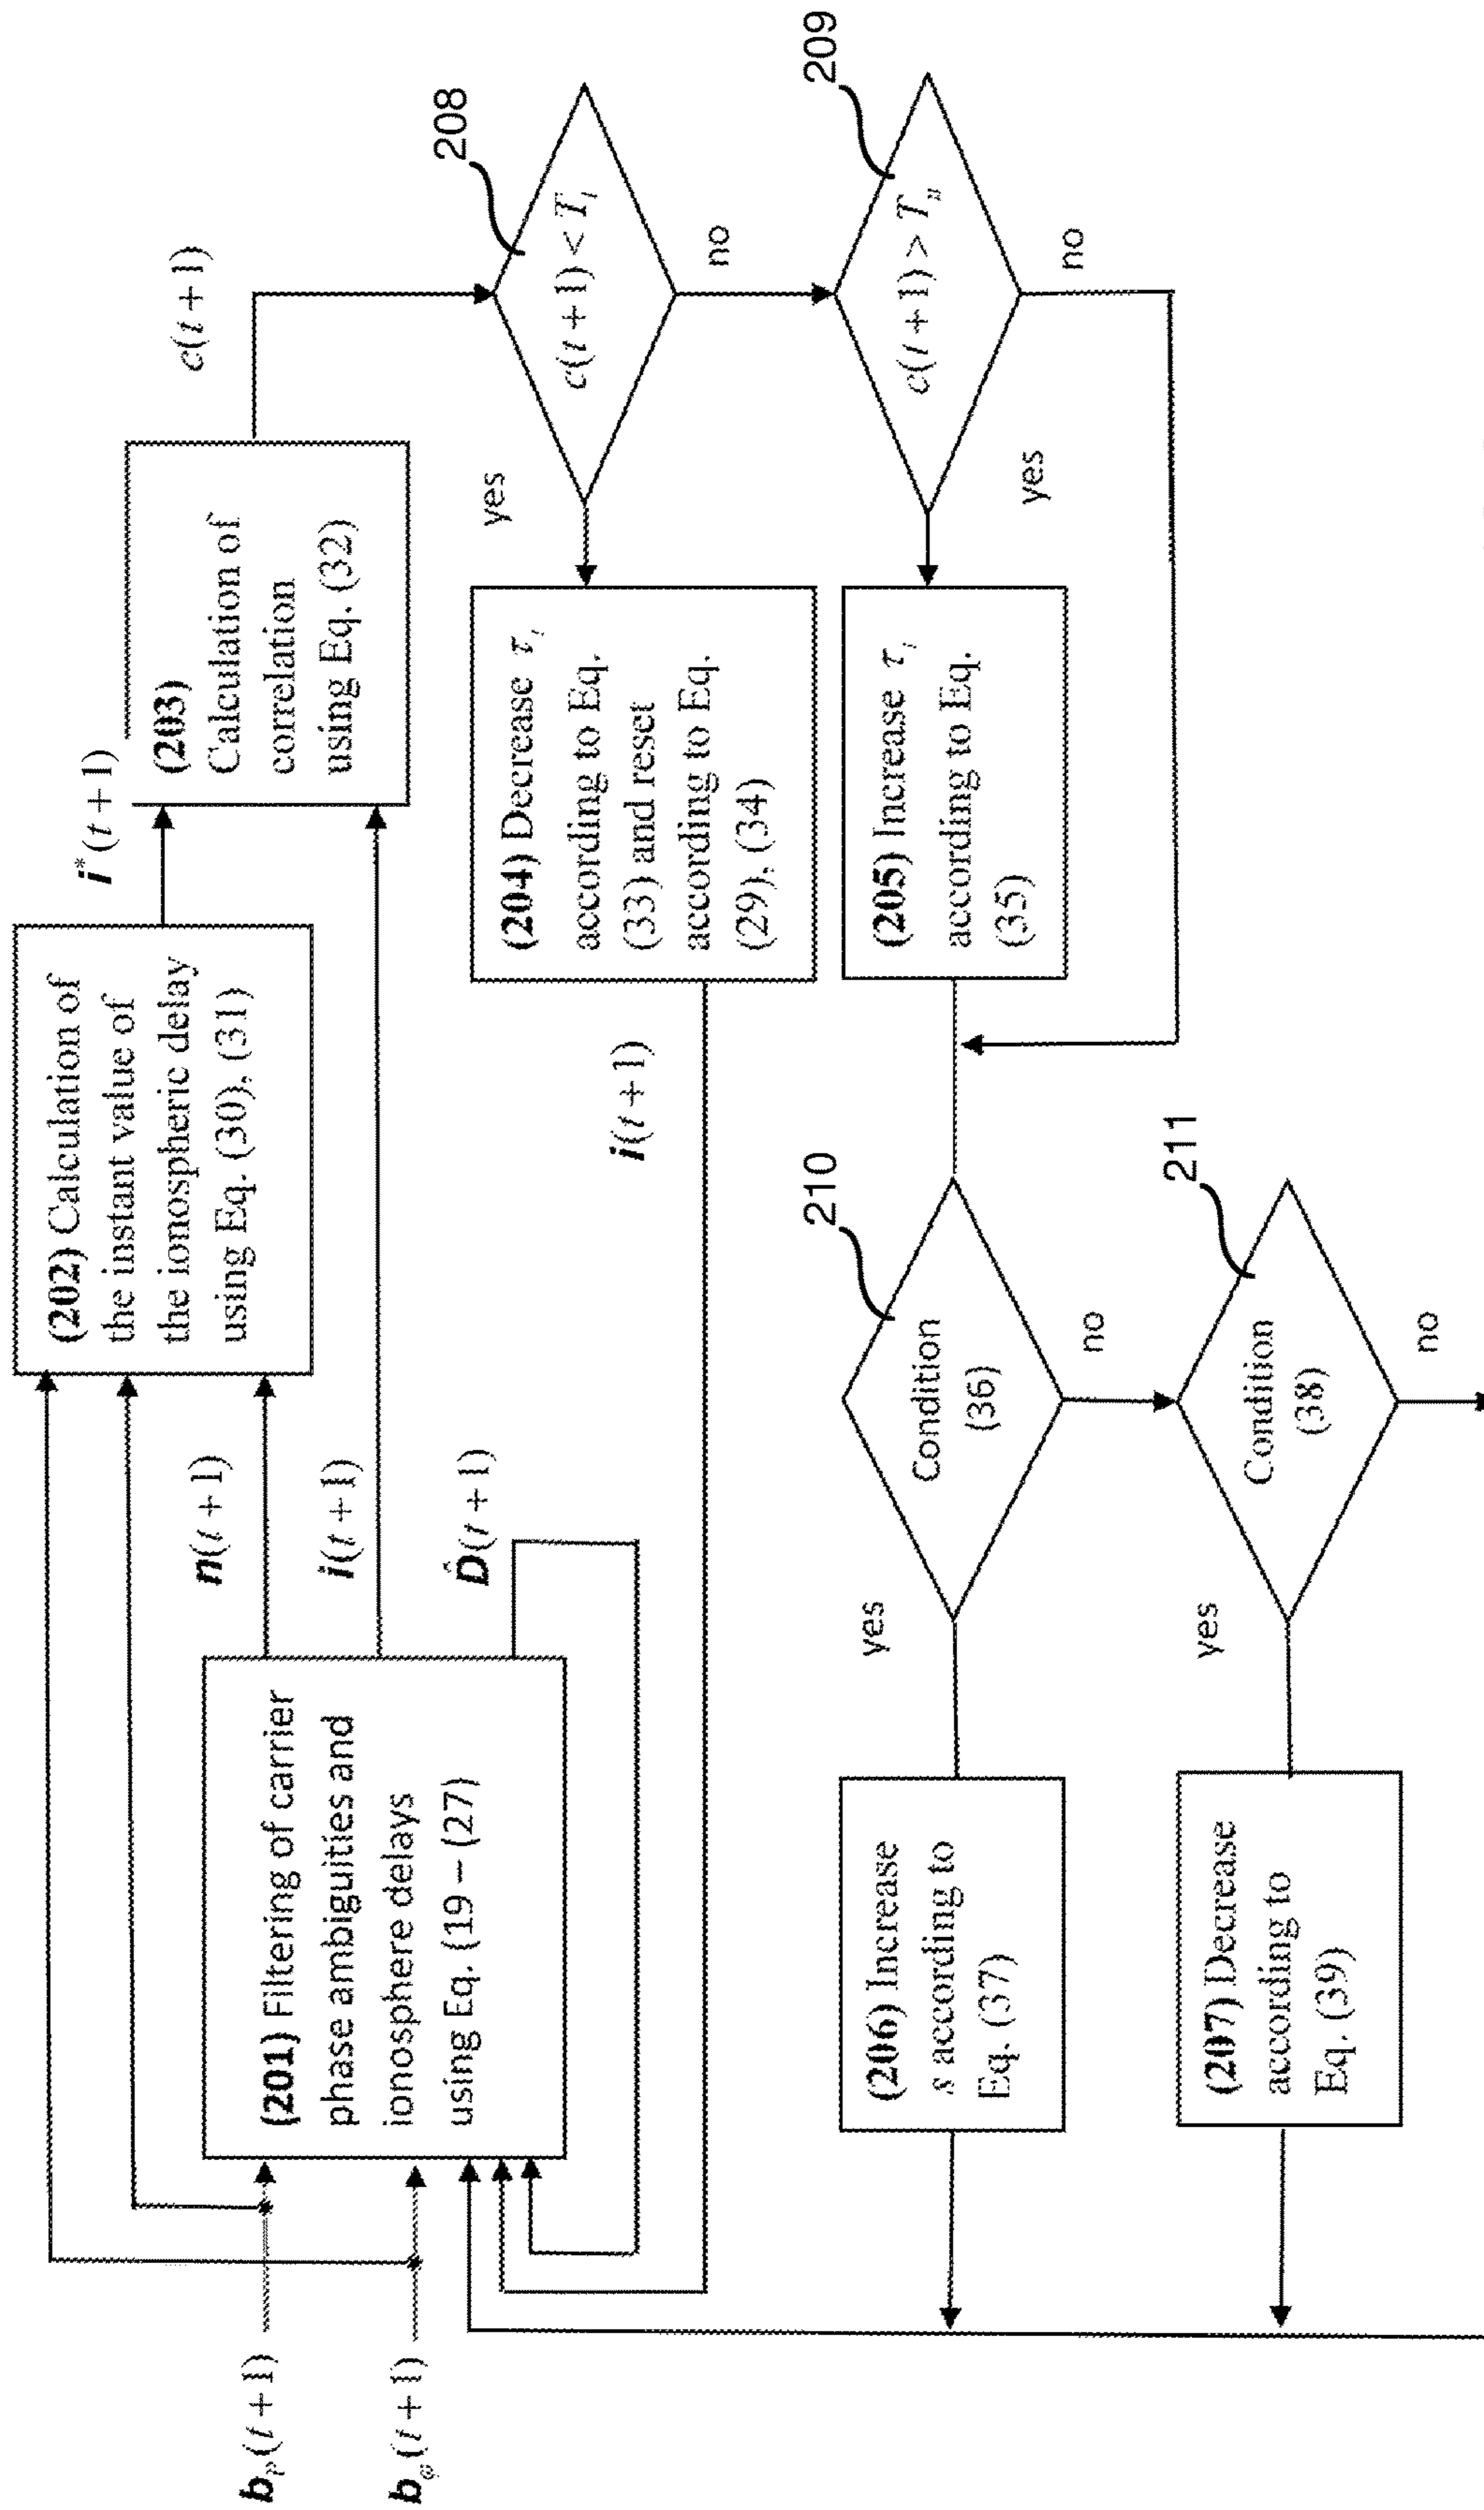 b_P(t + 1)
b_φ(t + 1)
(201) Filtering of carrier
phase ambiguities and
ionosphere delays
using Eq. (19 – (27)
n(t + 1)
i(t + 1)
D̂(t + 1)
(202) Calculation of
the instant value of
the ionospheric delay
using Eq. (30), (31)
i*(t + 1)
(203)
Calculation of
correlation
using Eq. (32)
c(t + 1)
208
c(t + 1) < T_l
yes
no
(204) Decrease τ_I
according to Eq.
(33) and reset
according to Eq.
(29), (34)
i(t + 1)
209
c(t + 1) > T_u
yes
no
(205) Increase τ_I
according to Eq.
(35)
210
Condition
(36)
yes
no
(206) Increase
s according to
Eq. (37)
211
Condition
(38)
yes
no
(207) Decrease
according to
Eq. (39)